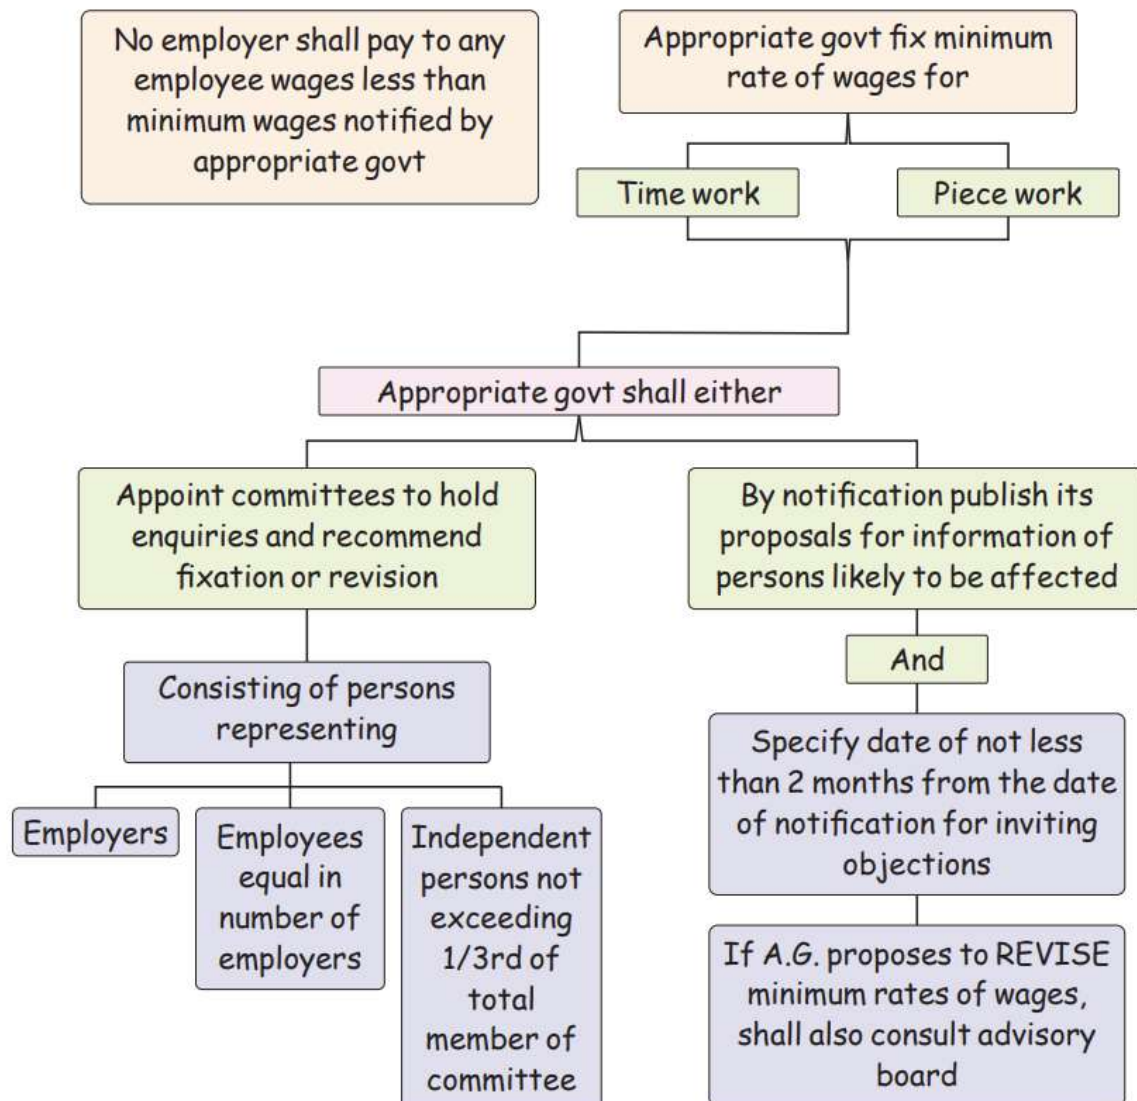 No employer shall pay to any
employee wages less than
minimum wages notified by
appropriate govt
Appropriate govt fix minimum
rate of wages for
Time work
Piece work
Appropriate govt shall either
Appoint committees to hold
enquiries and recommend
fixation or revision
By notification publish its
proposals for information of
persons likely to be affected
And
Consisting of persons
representing
Specify date of not less
than 2 months from the date
of notification for inviting
objections
Employers
Employees
equal in
number of
employers
Independent
persons not
exceeding
1/3rd of
total
member of
committee
If A.G. proposes to REVISE
minimum rates of wages,
shall also consult advisory
board